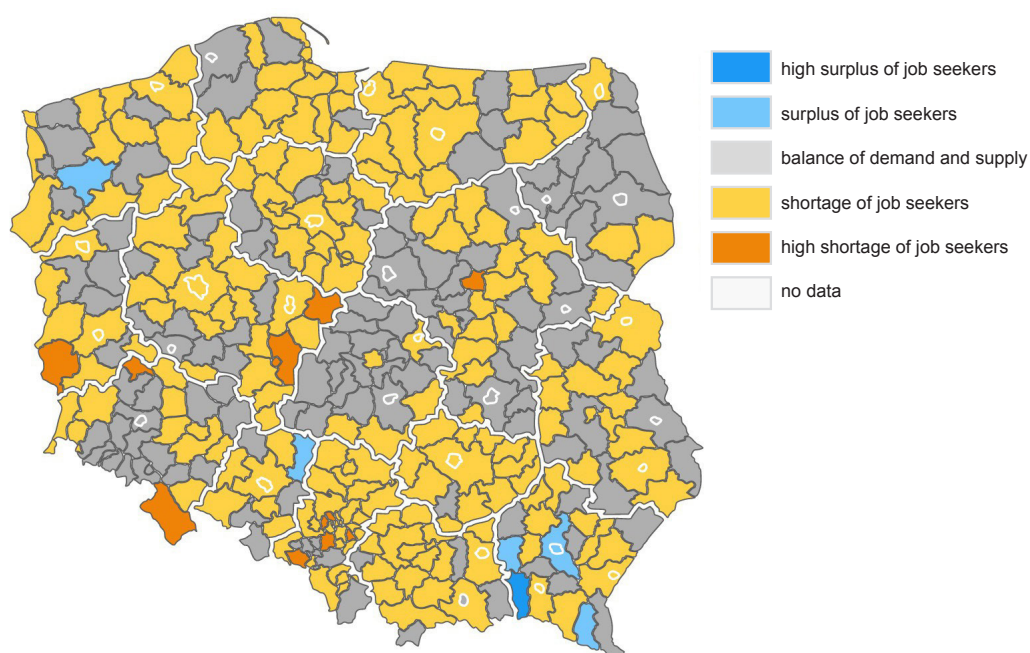 high surplus of job seekers
surplus of job seekers
balance of demand and supply
shortage of job seekers
high shortage of job seekers
no data